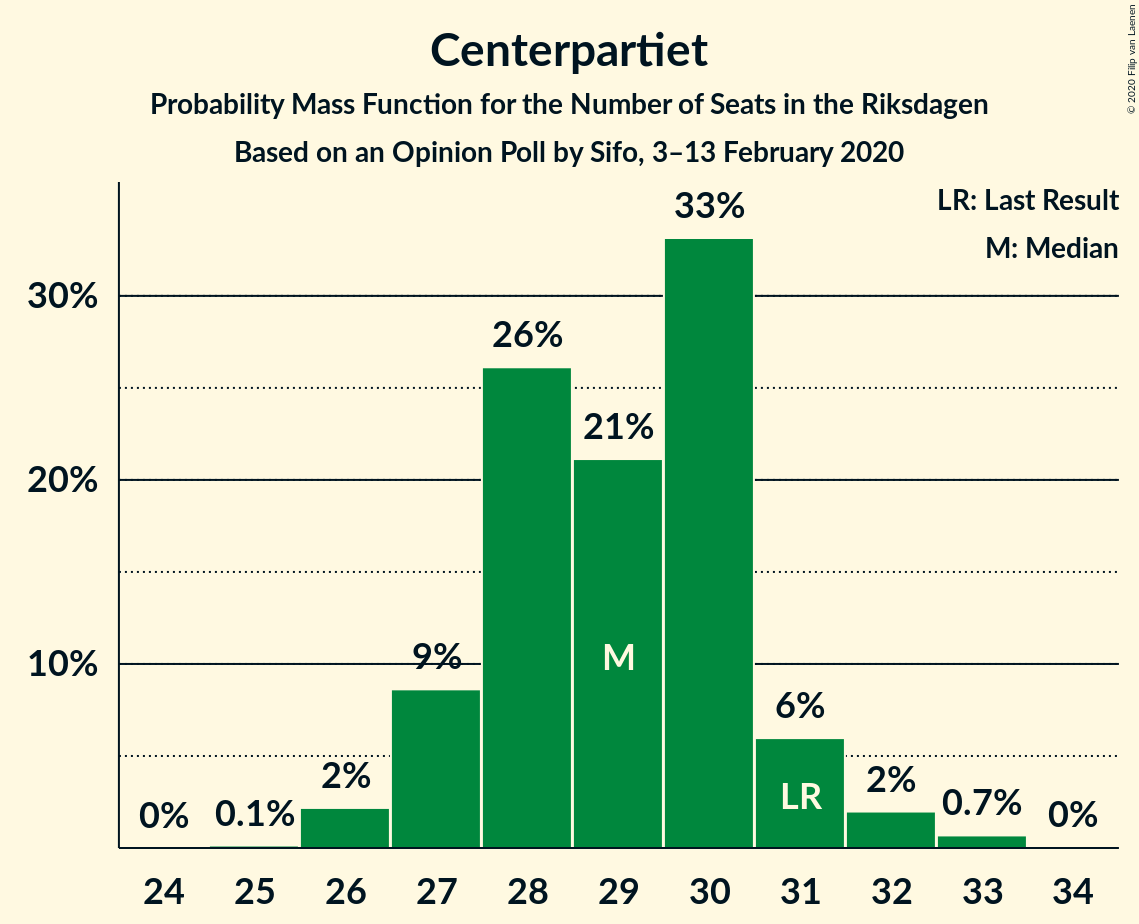 Centerpartiet
Probability Mass Function for the Number of Seats in the Riksdagen
Based on an Opinion Poll by Sifo, 3–13 February 2020
© 2020 Filip van Laenen
LR: Last Result
M: Median
33%
30%
26%
21%
20%
10%
9%
M
6%
2%
LR
2%
0%
0.1%
0.7%
0%
24 25 26 27 28 29 30 31 32 33 34